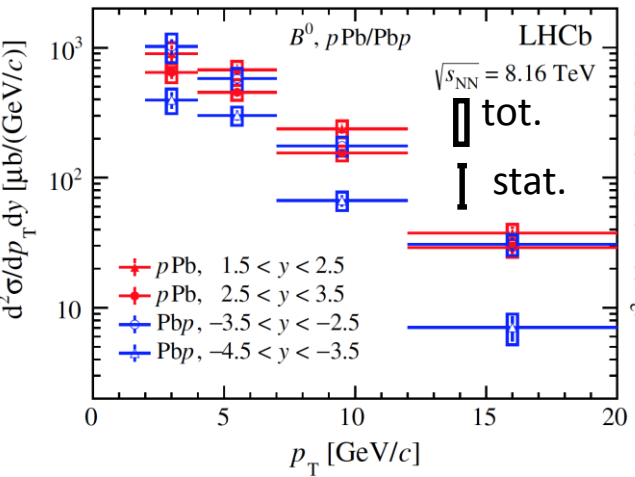 B⁰, pPb/Pbp
LHCb
√s_NN = 8.16 TeV
tot.
stat.
d²σ/dp_T dy [μb/(GeV/c)]
10³
10²
10
pPb, 1.5 < y < 2.5
pPb, 2.5 < y < 3.5
Pbp, −3.5 < y < −2.5
Pbp, −4.5 < y < −3.5
0 5 10 15 20
p_T [GeV/c]